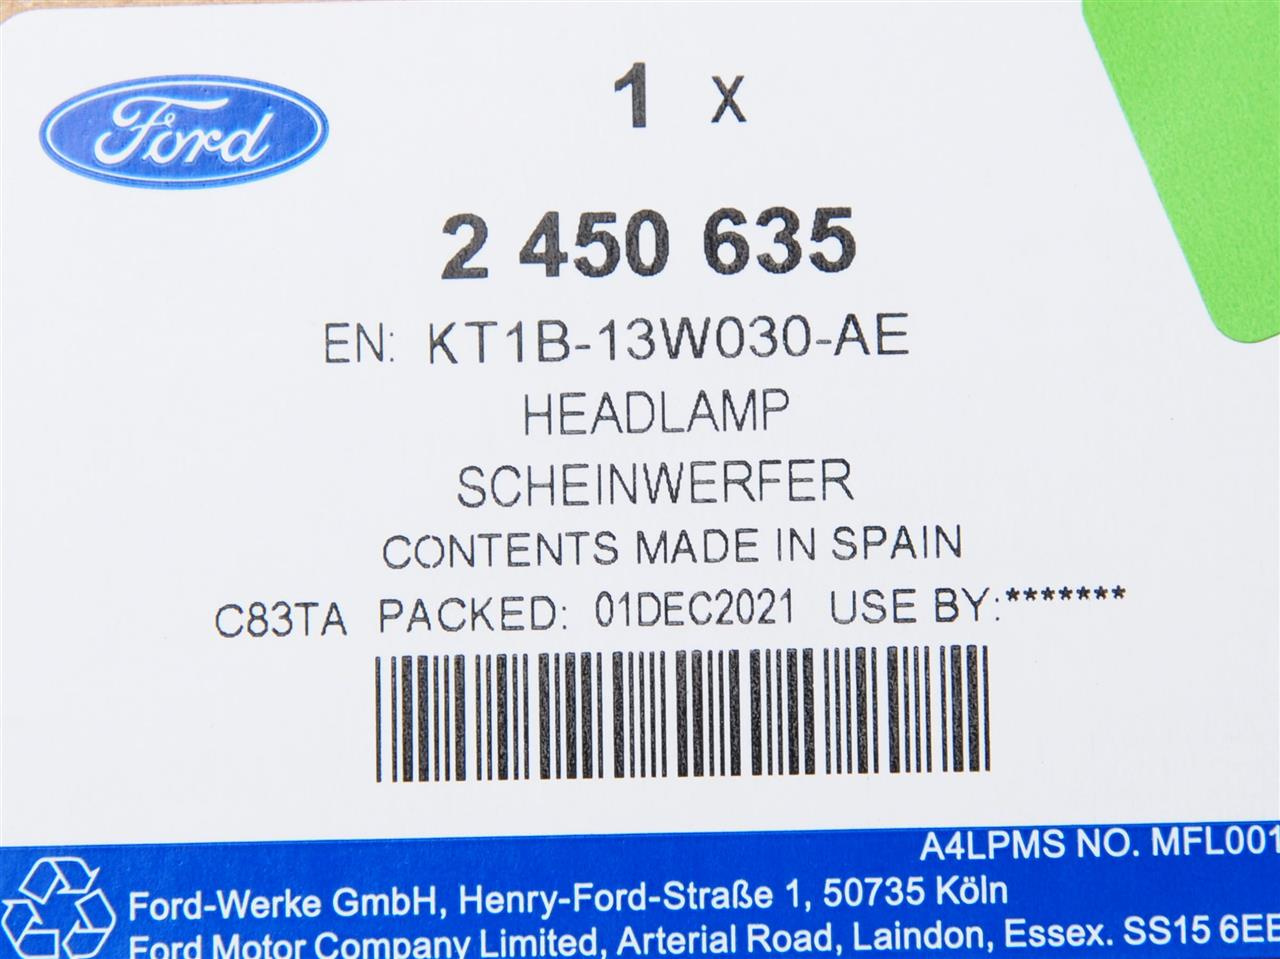 Ford
1 X
2 450 635
EN: KT1B-13W030-AE
HEADLAMP
SCHEINWERFER
CONTENTS MADE IN SPAIN
C83TA PACKED: 01DEC2021 USE BY:*******
A4LPMS NO. MFL001
Ford-Werke GmbH, Henry-Ford-Straße 1, 50735 Köln
Ford Motor Company Limited, Arterial Road, Laindon, Essex. SS15 6EE